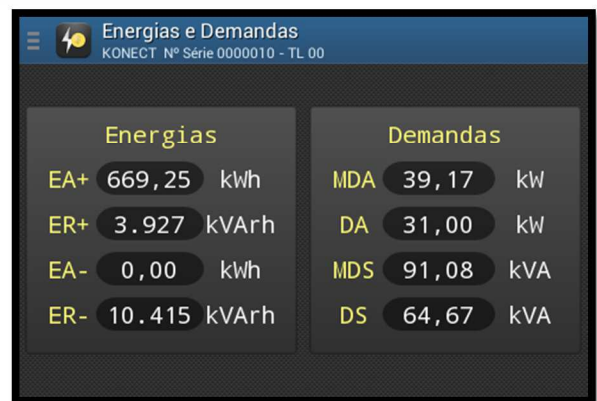 Energias e Demandas
KONECT Nº Série 0000010 - TL 00
Energias
EA+ 669,25 kWh
ER+ 3.927 kVArh
EA- 0,00 kWh
ER- 10.415 kVArh
Demandas
MDA 39,17 kW
DA 31,00 kW
MDS 91,08 kVA
DS 64,67 kVA